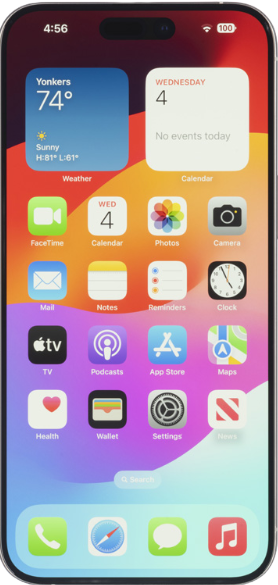 4:56
100
Yonkers
74°
Sunny
H:81° L:61°
WEDNESDAY
4
No events today
Weather
Calendar
WED
4
FaceTime
Calendar
Photos
Camera
Mail
Notes
Reminders
Clock
tv
TV
Podcasts
App Store
Maps
Health
Wallet
Settings
News
Search